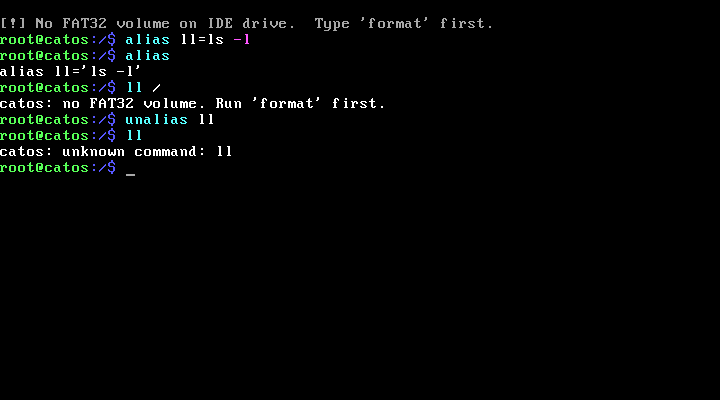 [!] No FAT32 volume on IDE drive.  Type 'format' first.
root@catos:/$ alias ll=ls -l
root@catos:/$ alias
alias ll='ls -l'
root@catos:/$ ll /
catos: no FAT32 volume. Run 'format' first.
root@catos:/$ unalias ll
root@catos:/$ ll
catos: unknown command: ll
root@catos:/$ _